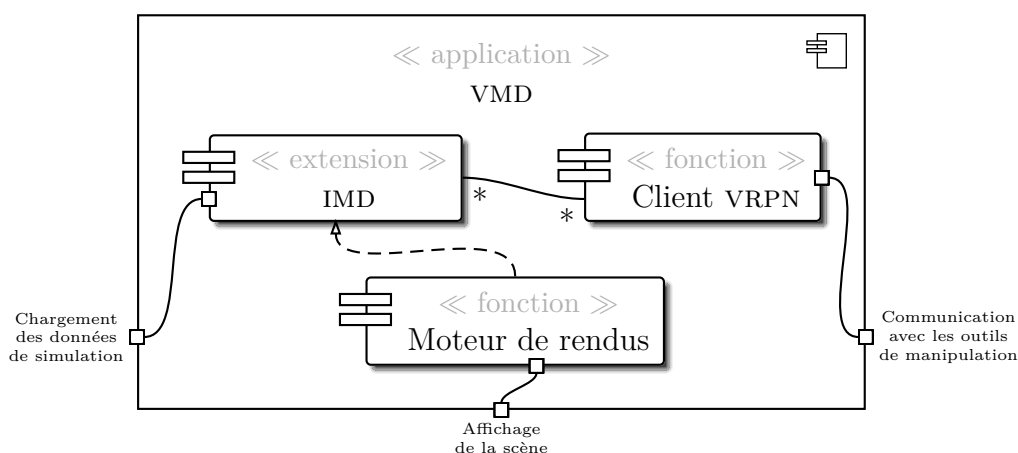 ≪ application ≫
VMD
≪ extension ≫
IMD
≪ fonction ≫
Client VRPN
*
*
≪ fonction ≫
Moteur de rendus
Chargement
des données
de simulation
Communication
avec les outils
de manipulation
Affichage
de la scène